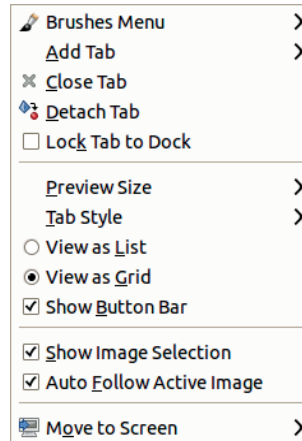 Brushes Menu
Add Tab
Close Tab
Detach Tab
Lock Tab to Dock
Preview Size
Tab Style
View as List
View as Grid
Show Button Bar
Show Image Selection
Auto Follow Active Image
Move to Screen